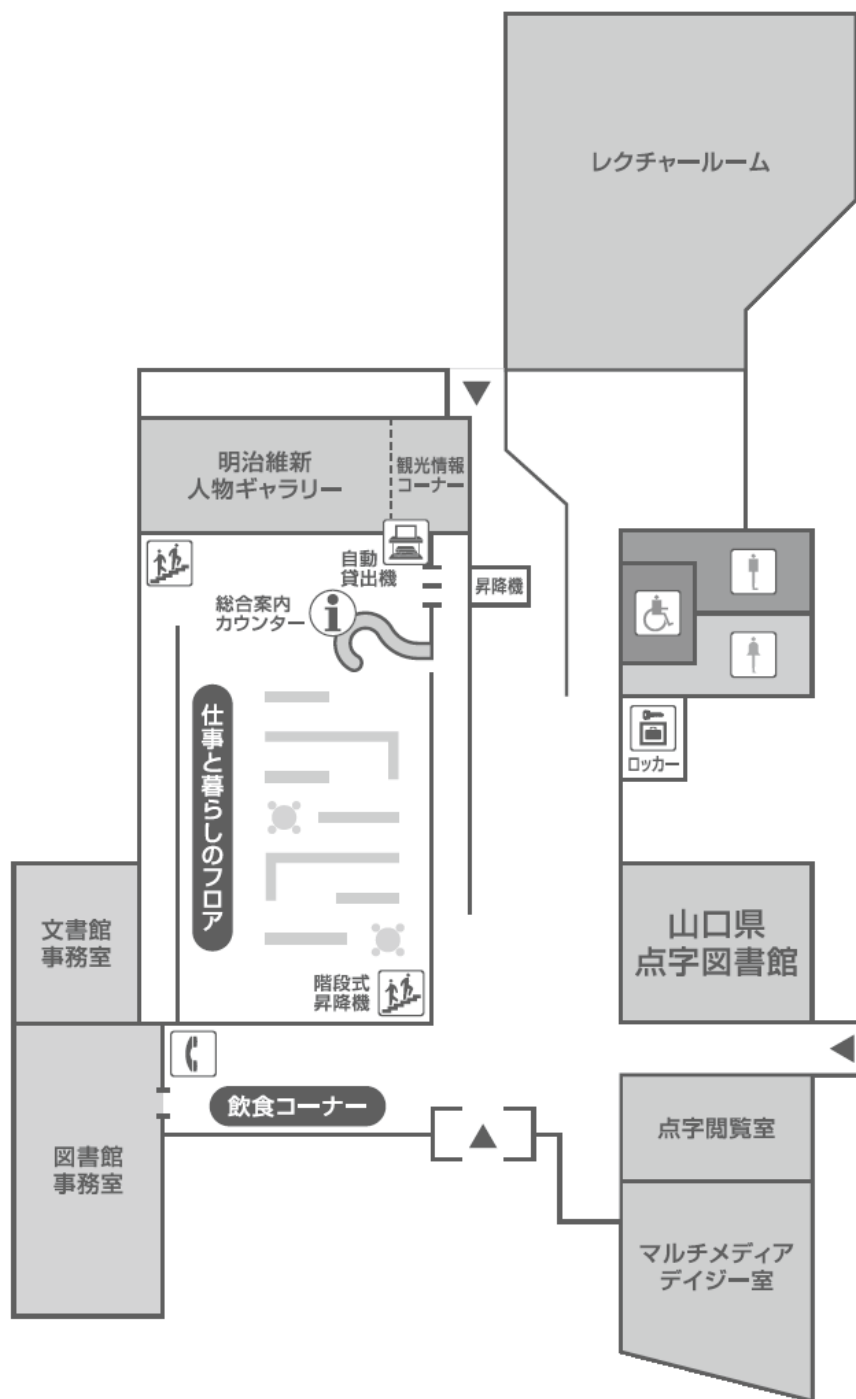 レクチャールーム
明治維新
人物ギャラリー
観光情報
コーナー
自動
貸出機
昇降機
総合案内
カウンター
i
仕事と暮らしのフロア
ロッカー
文書館
事務室
山口県
点字図書館
階段式
昇降機
飲食コーナー
点字閲覧室
図書館
事務室
マルチメディア
デイジー室